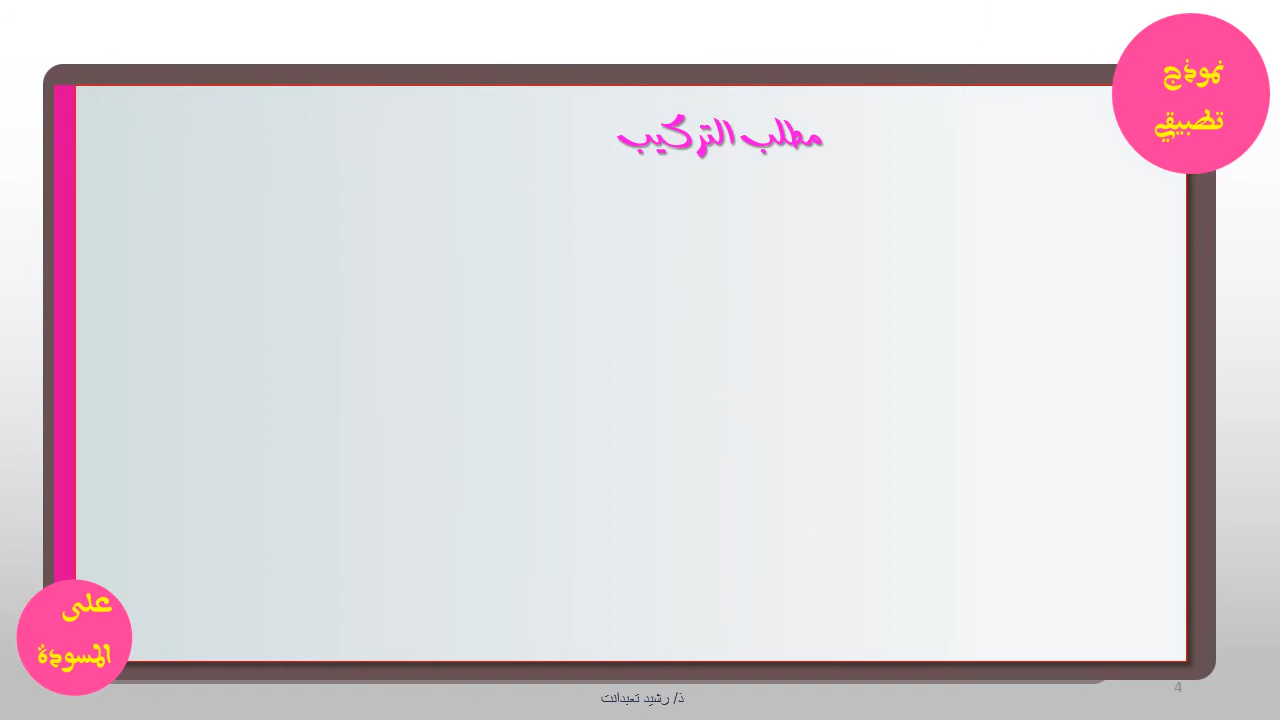 نموذج
تطبيقي
مطلب التركيب
على
المسودة
ذ/ رشيد تعبدانت
4